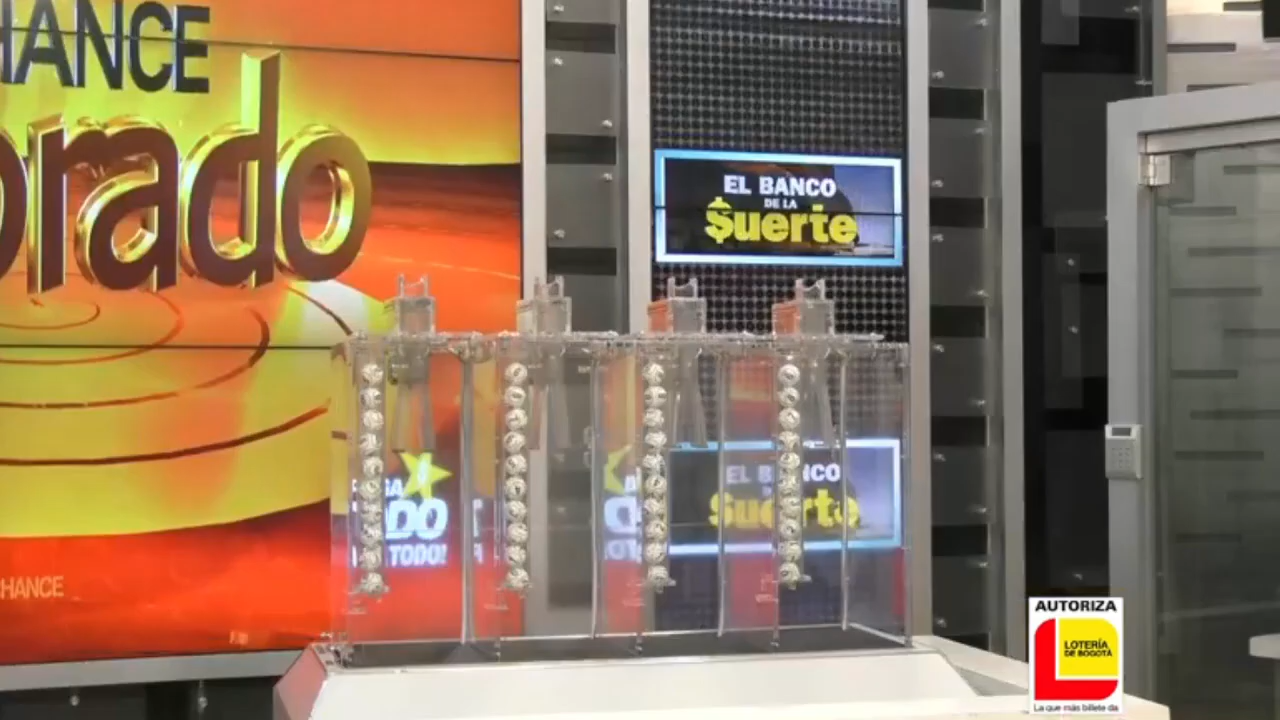 HANCE
orado
HANCE
EL BANCO
DE LA
$uerte
EL BANCO
$uerte
DO
TODO!
AUTORIZA
LOTERÍA
DE BOGOTÁ
La que más billete da